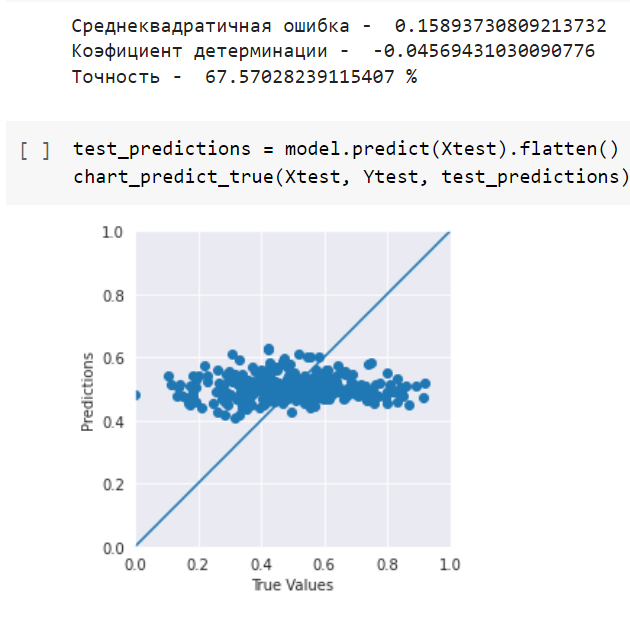 Среднеквадратичная ошибка -  0.15893730809213732
Коэфициент детерминации -  -0.04569431030090776
Точность -  67.57028239115407 %
[ ] test_predictions = model.predict(Xtest).flatten()
chart_predict_true(Xtest, Ytest, test_predictions)
1.0
0.8
0.6
0.4
0.2
0.0
Predictions
0.0 0.2 0.4 0.6 0.8 1.0
True Values